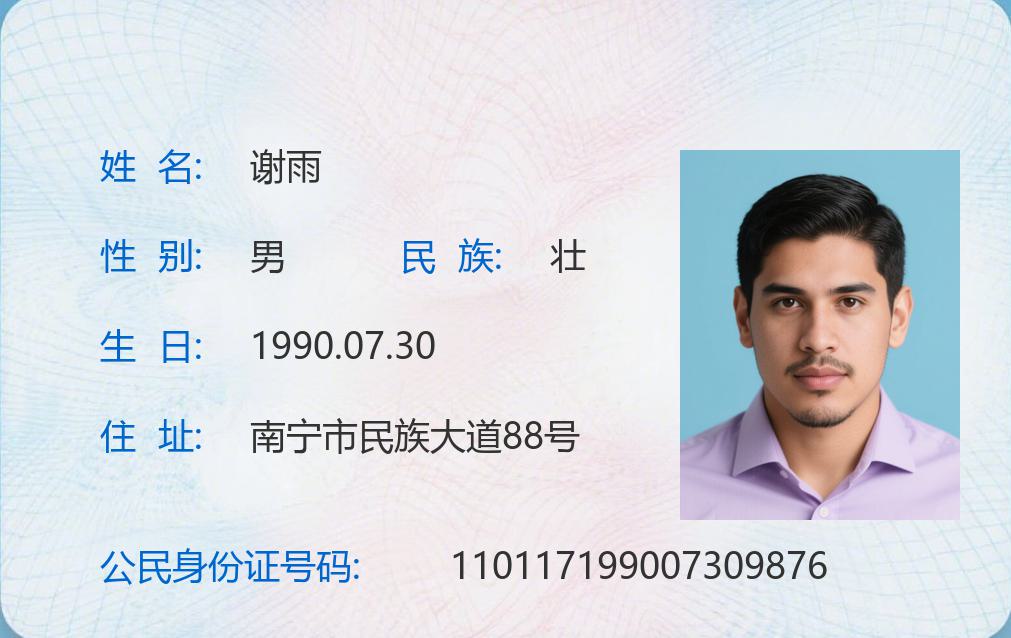 姓 名: 谢雨
性 别: 男 民 族: 壮
生 日: 1990.07.30
住 址: 南宁市民族大道88号
公民身份证号码: 110117199007309876